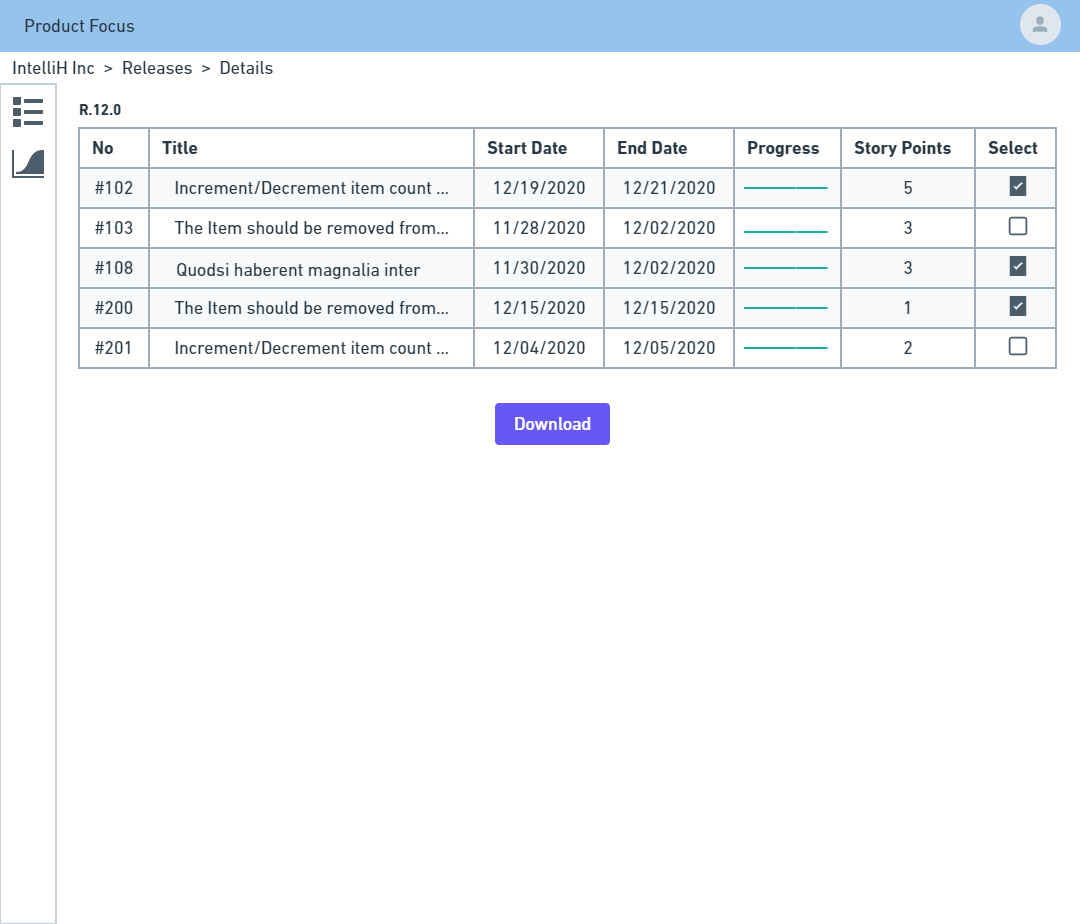 Product Focus
IntelliH Inc > Releases > Details
R.12.0
No Title Start Date End Date Progress Story Points Select
#102 Increment/Decrement item count ... 12/19/2020 12/21/2020 5
#103 The Item should be removed from... 11/28/2020 12/02/2020 3
#108 Quodsi haberent magnalia inter 11/30/2020 12/02/2020 3
#200 The Item should be removed from... 12/15/2020 12/15/2020 1
#201 Increment/Decrement item count ... 12/04/2020 12/05/2020 2
Download